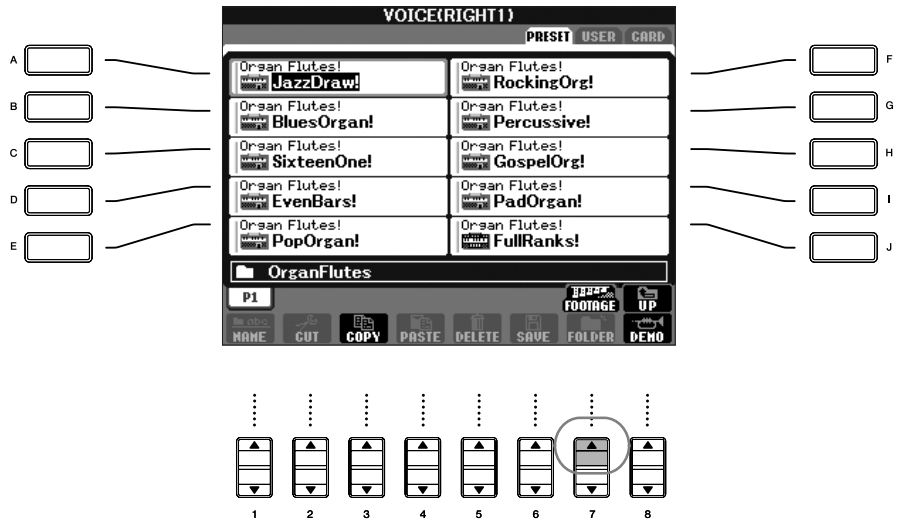 VOICE(RIGHT1)
PRESET USER CARD
A
Organ Flutes!
JazzDraw!
Organ Flutes!
RockingOrg!
F
B
Organ Flutes!
BluesOrgan!
Organ Flutes!
Percussive!
G
C
Organ Flutes!
SixteenOne!
Organ Flutes!
GospelOrg!
H
D
Organ Flutes!
EvenBars!
Organ Flutes!
PadOrgan!
I
E
Organ Flutes!
PopOrgan!
Organ Flutes!
FullRanks!
J
OrganFlutes
P1
FOOTAGE UP
abc
NAME CUT COPY PASTE DELETE SAVE FOLDER DEMO
1 2 3 4 5 6 7 8